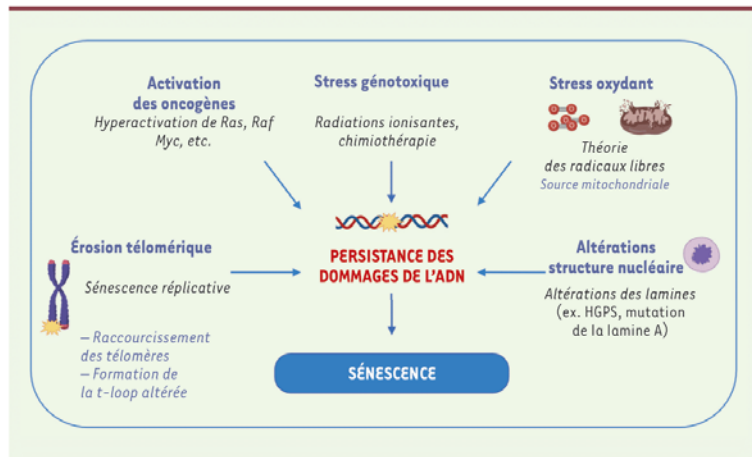 Activation
des oncogènes
Hyperactivation de Ras, Raf
Myc, etc.
Stress génotoxique
Radiations ionisantes,
chimiothérapie
Stress oxydant
Théorie
des radicaux libres
Source mitochondriale
Érosion télomérique
Sénescence réplicative
– Raccourcissement
des télomères
– Formation de
la t-loop altérée
PERSISTANCE DES
DOMMAGES DE L'ADN
Altérations
structure nucléaire
Altérations des lamines
(ex. HGPS, mutation
de la lamine A)
SÉNESCENCE